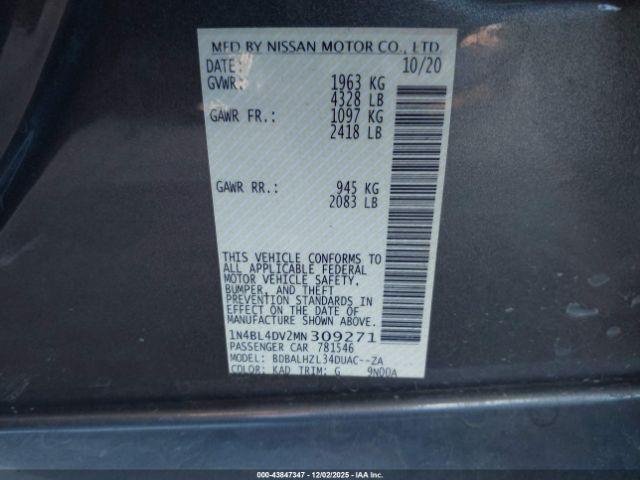 MFD BY NISSAN MOTOR CO., LTD.
DATE: 10/20
GVWR: 1963 KG
4328 LB
GAWR FR.: 1097 KG
2418 LB
GAWR RR.: 945 KG
2083 LB
THIS VEHICLE CONFORMS TO
ALL APPLICABLE FEDERAL
MOTOR VEHICLE SAFETY,
BUMPER, AND THEFT
PREVENTION STANDARDS IN
EFFECT ON THE DATE OF
MANUFACTURE SHOWN ABOVE.
1N4BL4DV2MN309271
PASSENGER CAR 781546
MODEL: BDBALHZL34DUAC--ZA
COLOR: KAD TRIM: G 9N00A
000-43847347 - 12/02/2025 - IAA, Inc.